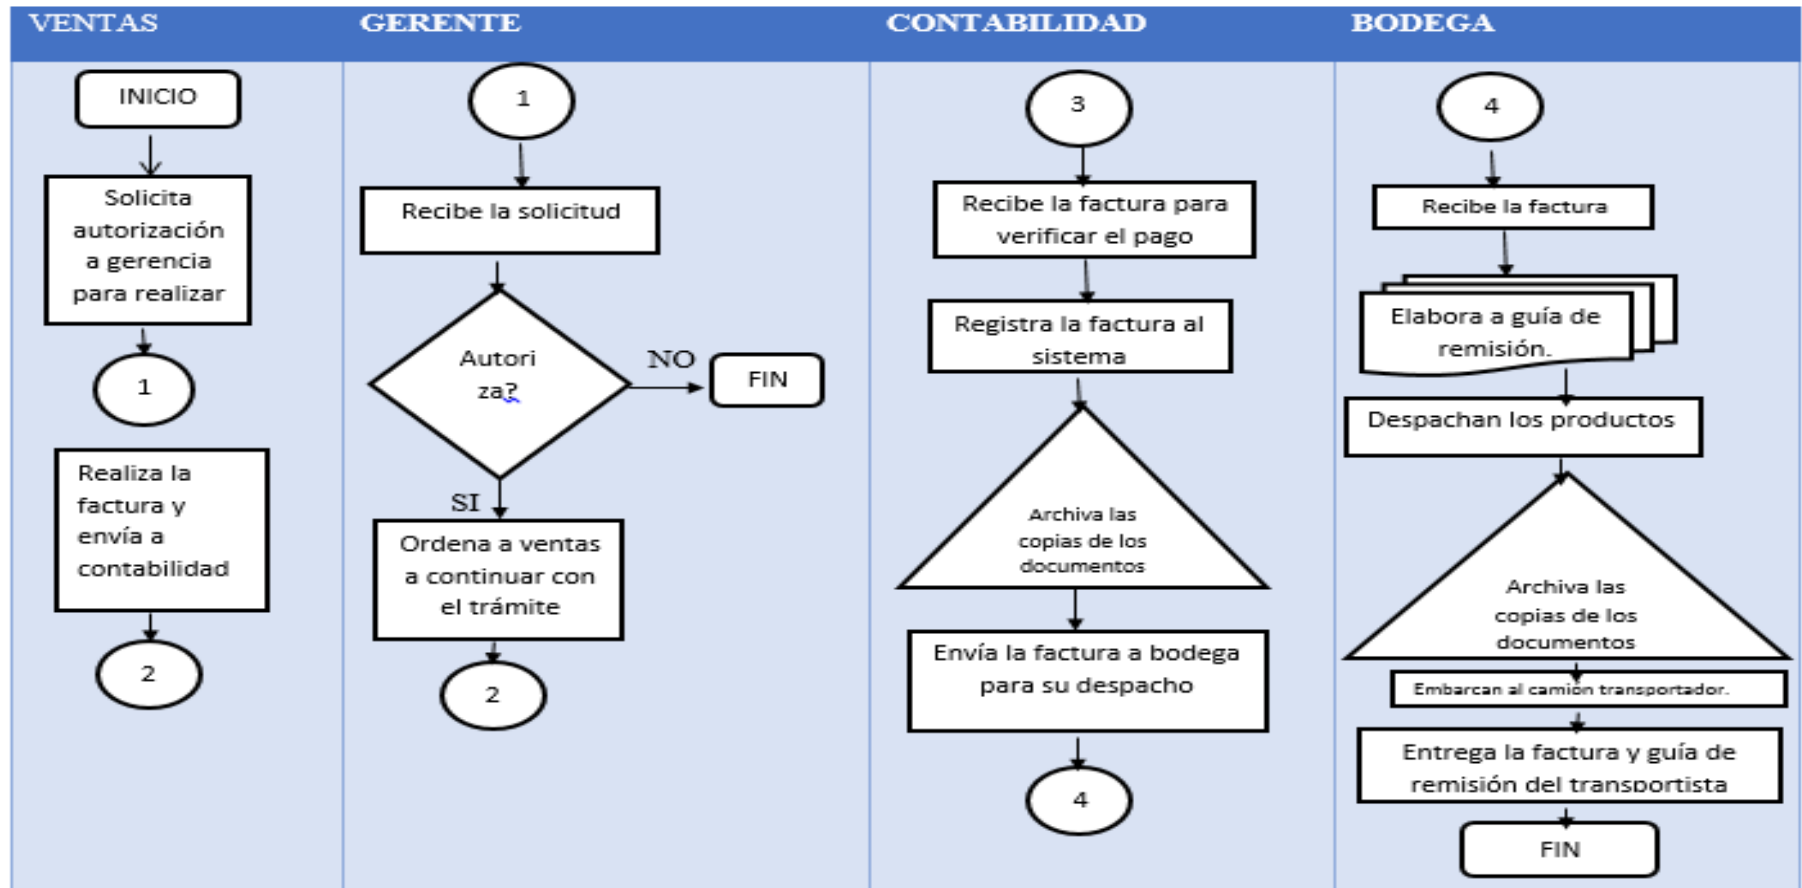 VENTAS
GERENTE
CONTABILIDAD
BODEGA
INICIO
Solicita
autorización
a gerencia
para realizar
1
Realiza la
factura y
envía a
contabilidad
2
1
Recibe la solicitud
Autori
za?
NO
FIN
SI
Ordena a ventas
a continuar con
el trámite
2
3
Recibe la factura para
verificar el pago
Registra la factura al
sistema
Archiva las
copias de los
documentos
Envía la factura a bodega
para su despacho
4
4
Recibe la factura
Elabora a guía de
remisión.
Despachan los productos
Archiva las
copias de los
documentos
Embarcan al camión transportador.
Entrega la factura y guía de
remisión del transportista
FIN